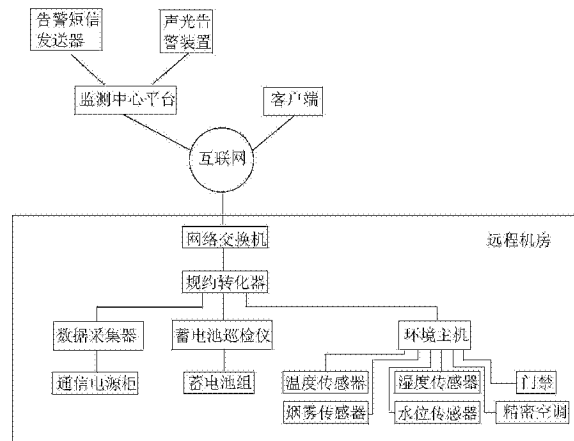 告警短信
发送器
声光告
警装置
监测中心平台
客户端
互联网
网络交换机
远程机房
规约转化器
数据采集器
蓄电池巡检仪
环境主机
通信电源柜
蓄电池组
温度传感器
湿度传感器
门禁
烟雾传感器
水位传感器
精密空调